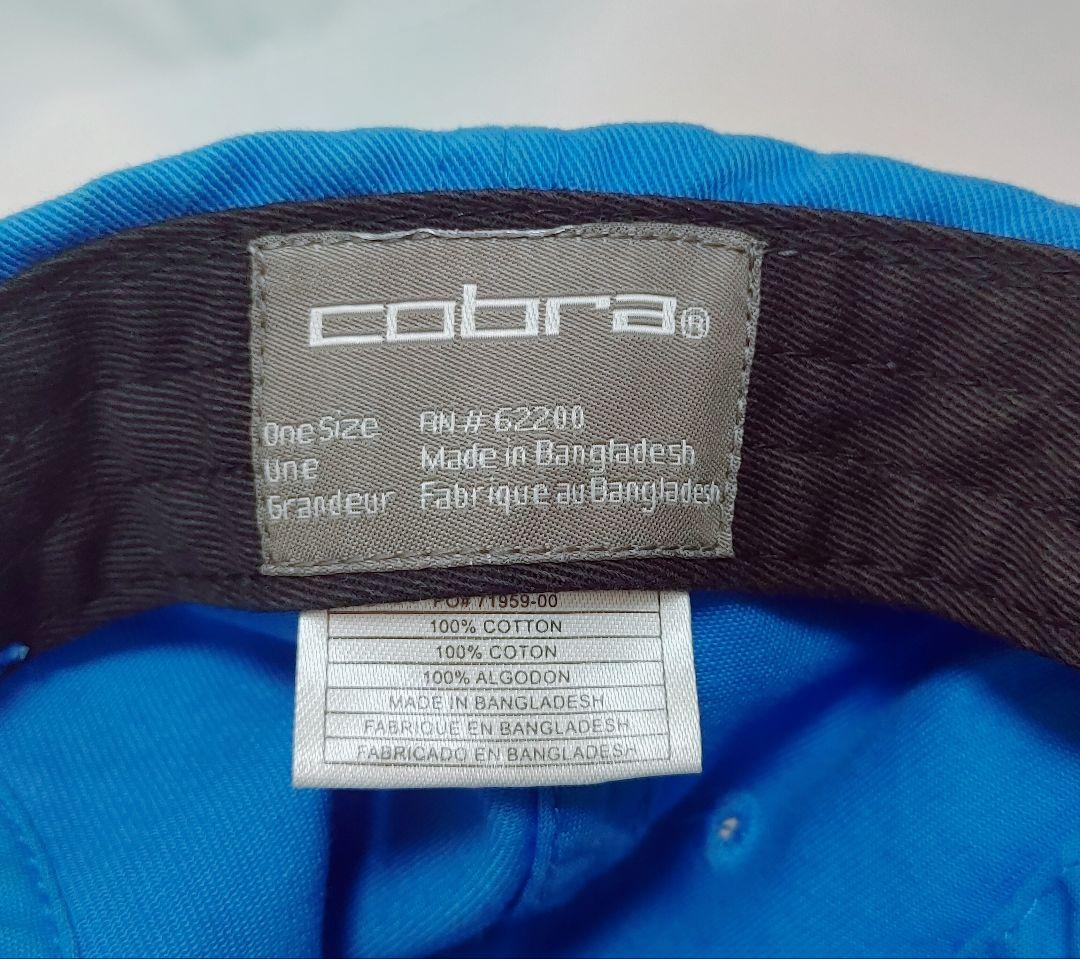 cobra®
One Size
Une
Grandeur
RN # 62200
Made in Bangladesh
Fabrique au Bangladesh
PO# 71959-00
100% COTTON
100% COTON
100% ALGODON
MADE IN BANGLADESH
FABRIQUE EN BANGLADESH
FABRICADO EN BANGLADESH